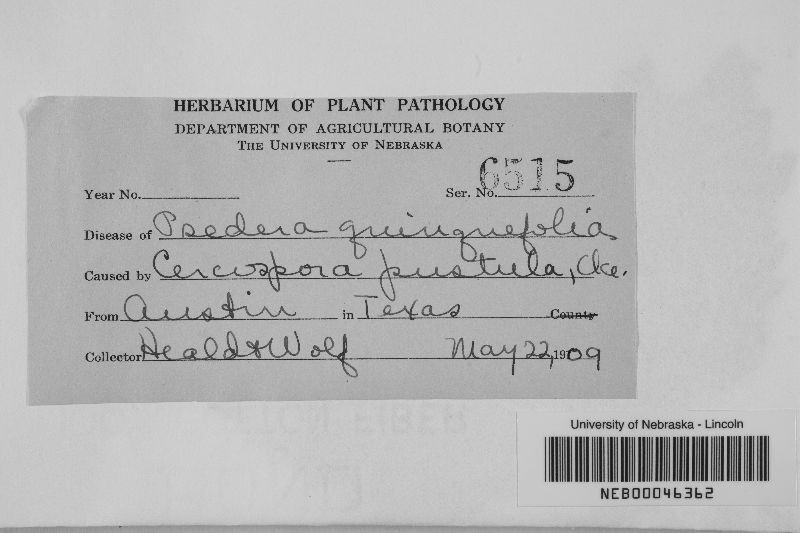 HERBARIUM OF PLANT PATHOLOGY
DEPARTMENT OF AGRICULTURAL BOTANY
THE UNIVERSITY OF NEBRASKA
Year No. Ser. No. 6515
Disease of Psedera quinquefolia
Caused by Cercospora pustula, Cke.
From Austin in Texas County
Collector Heald & Wolf May 22, 1909
University of Nebraska - Lincoln
NEB00046362